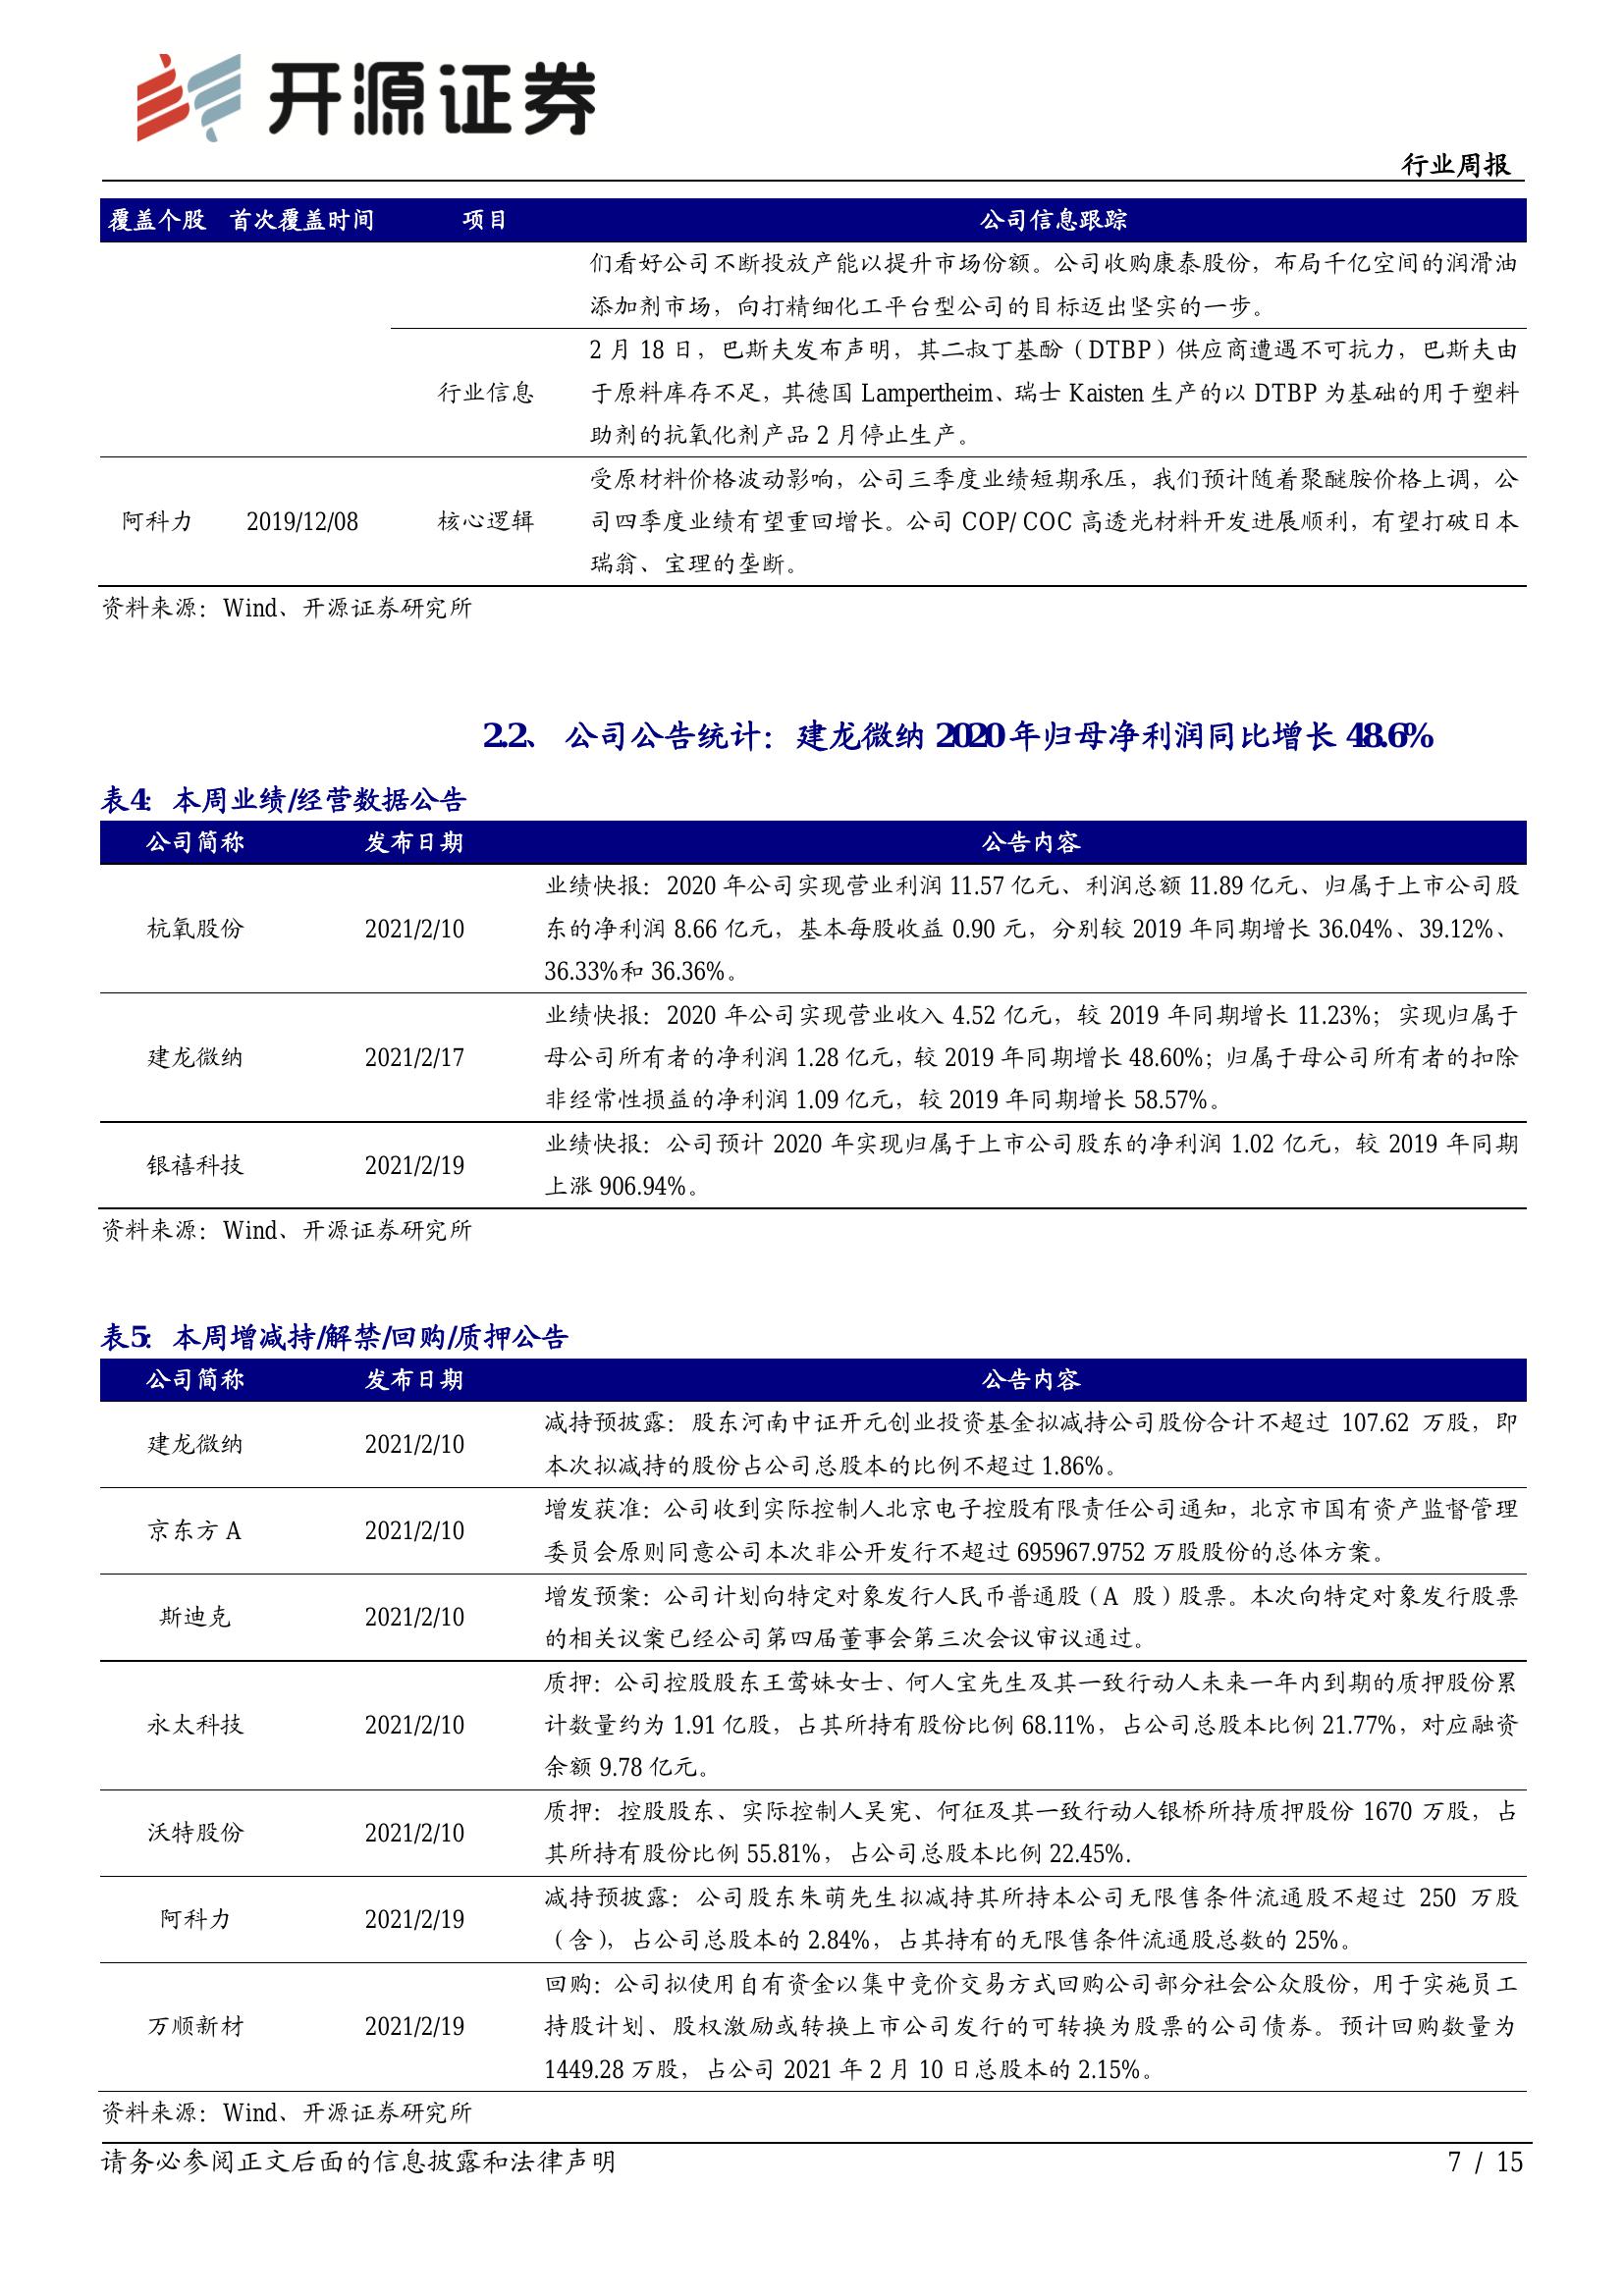 开源证券
行业周报
覆盖个股 首次覆盖时间 项目 公司信息跟踪
们看好公司不断投放产能以提升市场份额。公司收购康泰股份，布局千亿空间的润滑油
添加剂市场，向打精细化工平台型公司的目标迈出坚实的一步。
2 月 18 日，巴斯夫发布声明，其二叔丁基酚（DTBP）供应商遭遇不可抗力，巴斯夫由
行业信息 于原料库存不足，其德国 Lampertheim、瑞士 Kaisten 生产的以 DTBP 为基础的用于塑料
助剂的抗氧化剂产品 2 月停止生产。
受原材料价格波动影响，公司三季度业绩短期承压，我们预计随着聚醚胺价格上调，公
阿科力 2019/12/08 核心逻辑 司四季度业绩有望重回增长。公司 COP/ COC 高透光材料开发进展顺利，有望打破日本
瑞翁、宝理的垄断。
资料来源：Wind、开源证券研究所
2.2、 公司公告统计：建龙微纳 2020 年归母净利润同比增长 48.6%
表4：本周业绩/经营数据公告
公司简称 发布日期 公告内容
业绩快报：2020 年公司实现营业利润 11.57 亿元、利润总额 11.89 亿元、归属于上市公司股
杭氧股份 2021/2/10 东的净利润 8.66 亿元，基本每股收益 0.90 元，分别较 2019 年同期增长 36.04%、39.12%、
36.33%和 36.36%。
业绩快报：2020 年公司实现营业收入 4.52 亿元，较 2019 年同期增长 11.23%；实现归属于
建龙微纳 2021/2/17 母公司所有者的净利润 1.28 亿元，较 2019 年同期增长 48.60%；归属于母公司所有者的扣除
非经常性损益的净利润 1.09 亿元，较 2019 年同期增长 58.57%。
业绩快报：公司预计 2020 年实现归属于上市公司股东的净利润 1.02 亿元，较 2019 年同期
银禧科技 2021/2/19 上涨 906.94%。
资料来源：Wind、开源证券研究所
表5：本周增减持/解禁/回购/质押公告
公司简称 发布日期 公告内容
减持预披露：股东河南中证开元创业投资基金拟减持公司股份合计不超过 107.62 万股，即
建龙微纳 2021/2/10 本次拟减持的股份占公司总股本的比例不超过 1.86%。
增发获准：公司收到实际控制人北京电子控股有限责任公司通知，北京市国有资产监督管理
京东方 A 2021/2/10 委员会原则同意公司本次非公开发行不超过 695967.9752 万股股份的总体方案。
增发预案：公司计划向特定对象发行人民币普通股（A 股）股票。本次向特定对象发行股票
斯迪克 2021/2/10 的相关议案已经公司第四届董事会第三次会议审议通过。
质押：公司控股股东王莺妹女士、何人宝先生及其一致行动人未来一年内到期的质押股份累
永太科技 2021/2/10 计数量约为 1.91 亿股，占其所持有股份比例 68.11%，占公司总股本比例 21.77%，对应融资
余额 9.78 亿元。
质押：控股股东、实际控制人吴宪、何征及其一致行动人银桥所持质押股份 1670 万股，占
沃特股份 2021/2/10 其所持有股份比例 55.81%，占公司总股本比例 22.45%.
减持预披露：公司股东朱萌先生拟减持其所持本公司无限售条件流通股不超过 250 万股
阿科力 2021/2/19 （含），占公司总股本的 2.84%，占其持有的无限售条件流通股总数的 25%。
回购：公司拟使用自有资金以集中竞价交易方式回购公司部分社会公众股份，用于实施员工
万顺新材 2021/2/19 持股计划、股权激励或转换上市公司发行的可转换为股票的公司债券。预计回购数量为
1449.28 万股，占公司 2021 年 2 月 10 日总股本的 2.15%。
资料来源：Wind、开源证券研究所
请务必参阅正文后面的信息披露和法律声明 7 / 15